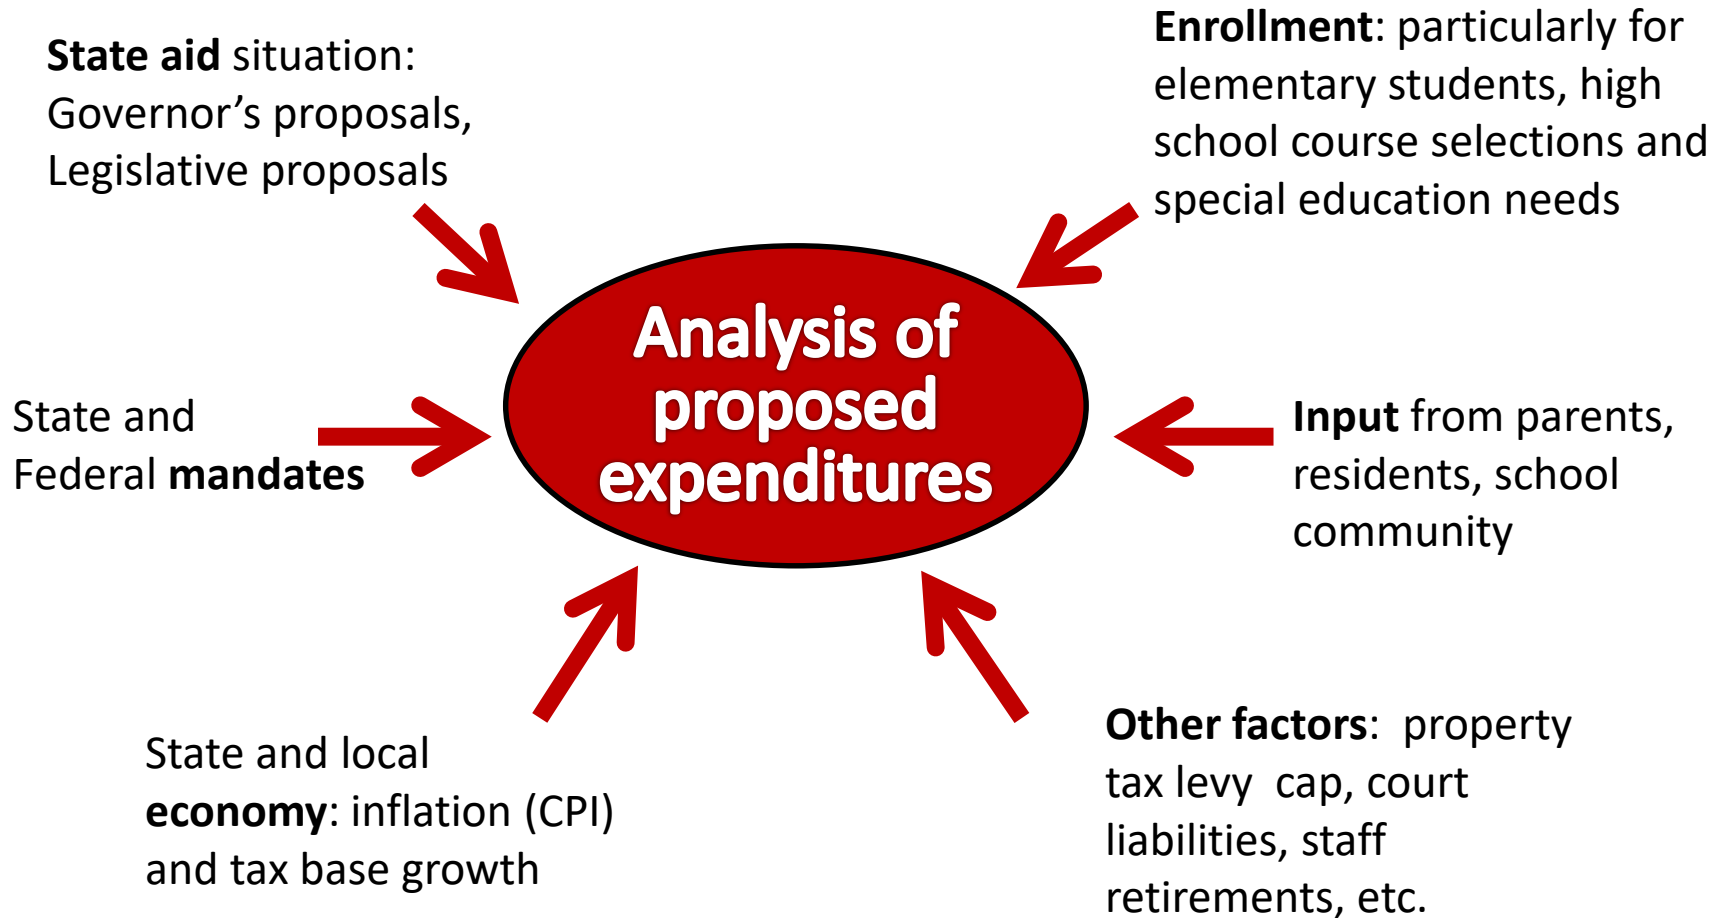 State aid situation:
Governor’s proposals,
Legislative proposals
Enrollment: particularly for
elementary students, high
school course selections and
special education needs
Analysis of
proposed
expenditures
State and
Federal mandates
Input from parents,
residents, school
community
State and local
economy: inflation (CPI)
and tax base growth
Other factors:  property
tax levy  cap, court
liabilities, staff
retirements, etc.